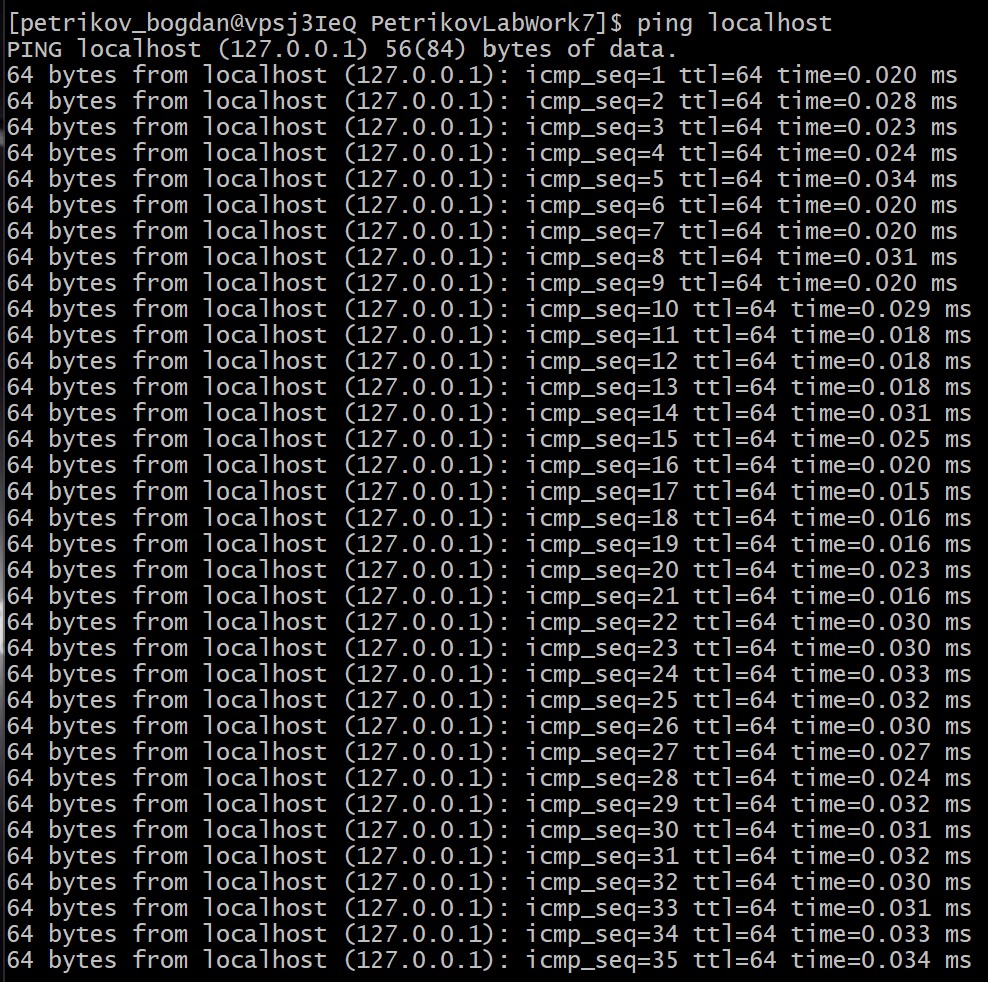 [petrikov_bogdan@vpsj3IeQ PetrikovLabWork7]$ ping localhost
PING localhost (127.0.0.1) 56(84) bytes of data.
64 bytes from localhost (127.0.0.1): icmp_seq=1 ttl=64 time=0.020 ms
64 bytes from localhost (127.0.0.1): icmp_seq=2 ttl=64 time=0.028 ms
64 bytes from localhost (127.0.0.1): icmp_seq=3 ttl=64 time=0.023 ms
64 bytes from localhost (127.0.0.1): icmp_seq=4 ttl=64 time=0.024 ms
64 bytes from localhost (127.0.0.1): icmp_seq=5 ttl=64 time=0.034 ms
64 bytes from localhost (127.0.0.1): icmp_seq=6 ttl=64 time=0.020 ms
64 bytes from localhost (127.0.0.1): icmp_seq=7 ttl=64 time=0.020 ms
64 bytes from localhost (127.0.0.1): icmp_seq=8 ttl=64 time=0.031 ms
64 bytes from localhost (127.0.0.1): icmp_seq=9 ttl=64 time=0.020 ms
64 bytes from localhost (127.0.0.1): icmp_seq=10 ttl=64 time=0.029 ms
64 bytes from localhost (127.0.0.1): icmp_seq=11 ttl=64 time=0.018 ms
64 bytes from localhost (127.0.0.1): icmp_seq=12 ttl=64 time=0.018 ms
64 bytes from localhost (127.0.0.1): icmp_seq=13 ttl=64 time=0.018 ms
64 bytes from localhost (127.0.0.1): icmp_seq=14 ttl=64 time=0.031 ms
64 bytes from localhost (127.0.0.1): icmp_seq=15 ttl=64 time=0.025 ms
64 bytes from localhost (127.0.0.1): icmp_seq=16 ttl=64 time=0.020 ms
64 bytes from localhost (127.0.0.1): icmp_seq=17 ttl=64 time=0.015 ms
64 bytes from localhost (127.0.0.1): icmp_seq=18 ttl=64 time=0.016 ms
64 bytes from localhost (127.0.0.1): icmp_seq=19 ttl=64 time=0.016 ms
64 bytes from localhost (127.0.0.1): icmp_seq=20 ttl=64 time=0.023 ms
64 bytes from localhost (127.0.0.1): icmp_seq=21 ttl=64 time=0.016 ms
64 bytes from localhost (127.0.0.1): icmp_seq=22 ttl=64 time=0.030 ms
64 bytes from localhost (127.0.0.1): icmp_seq=23 ttl=64 time=0.030 ms
64 bytes from localhost (127.0.0.1): icmp_seq=24 ttl=64 time=0.033 ms
64 bytes from localhost (127.0.0.1): icmp_seq=25 ttl=64 time=0.032 ms
64 bytes from localhost (127.0.0.1): icmp_seq=26 ttl=64 time=0.030 ms
64 bytes from localhost (127.0.0.1): icmp_seq=27 ttl=64 time=0.027 ms
64 bytes from localhost (127.0.0.1): icmp_seq=28 ttl=64 time=0.024 ms
64 bytes from localhost (127.0.0.1): icmp_seq=29 ttl=64 time=0.032 ms
64 bytes from localhost (127.0.0.1): icmp_seq=30 ttl=64 time=0.031 ms
64 bytes from localhost (127.0.0.1): icmp_seq=31 ttl=64 time=0.032 ms
64 bytes from localhost (127.0.0.1): icmp_seq=32 ttl=64 time=0.030 ms
64 bytes from localhost (127.0.0.1): icmp_seq=33 ttl=64 time=0.031 ms
64 bytes from localhost (127.0.0.1): icmp_seq=34 ttl=64 time=0.033 ms
64 bytes from localhost (127.0.0.1): icmp_seq=35 ttl=64 time=0.034 ms